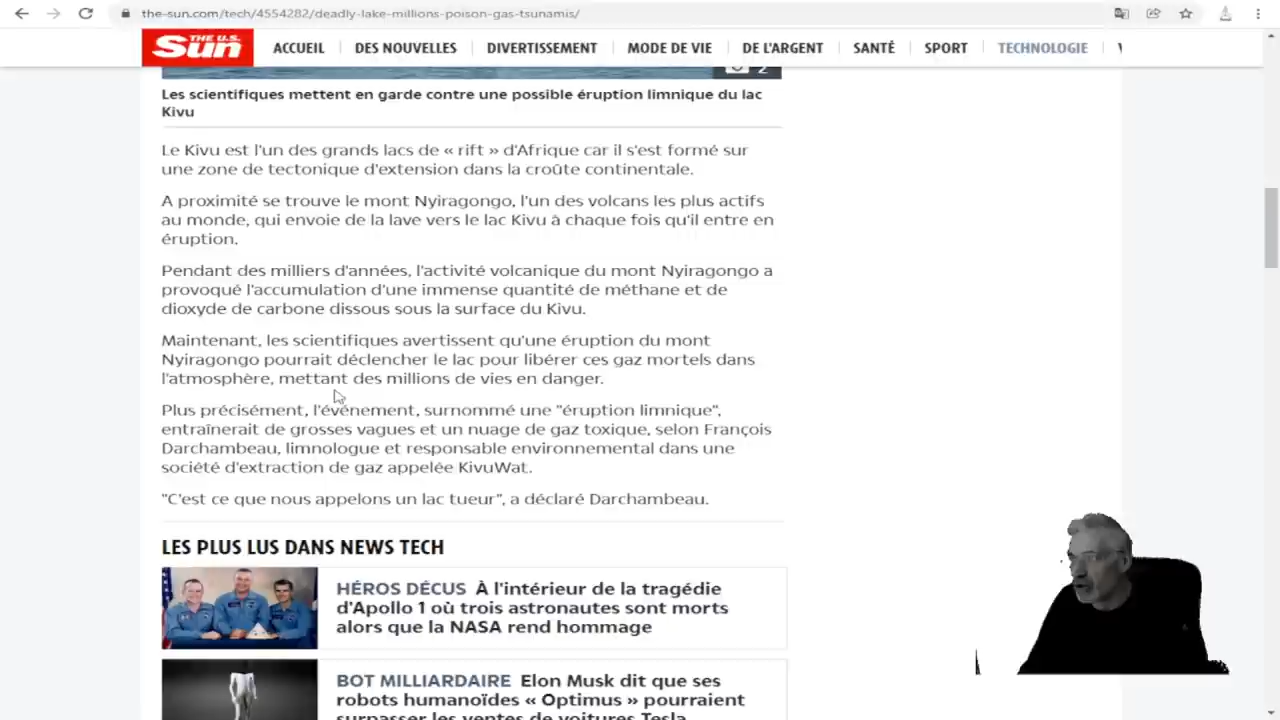 the-sun.com/tech/4554282/deadly-lake-millions-poison-gas-tsunamis/
THE U.S. Sun
ACCUEIL DES NOUVELLES DIVERTISSEMENT MODE DE VIE DE L'ARGENT SANTÉ SPORT TECHNOLOGIE
2
Les scientifiques mettent en garde contre une possible éruption limnique du lac
Kivu
Le Kivu est l'un des grands lacs de « rift » d'Afrique car il s'est formé sur
une zone de tectonique d'extension dans la croûte continentale.
A proximité se trouve le mont Nyiragongo, l'un des volcans les plus actifs
au monde, qui envoie de la lave vers le lac Kivu à chaque fois qu'il entre en
éruption.
Pendant des milliers d'années, l'activité volcanique du mont Nyiragongo a
provoqué l'accumulation d'une immense quantité de méthane et de
dioxyde de carbone dissous sous la surface du Kivu.
Maintenant, les scientifiques avertissent qu'une éruption du mont
Nyiragongo pourrait déclencher le lac pour libérer ces gaz mortels dans
l'atmosphère, mettant des millions de vies en danger.
Plus précisément, l'événement, surnommé une "éruption limnique",
entraînerait de grosses vagues et un nuage de gaz toxique, selon François
Darchambeau, limnologue et responsable environnemental dans une
société d'extraction de gaz appelée KivuWat.
"C'est ce que nous appelons un lac tueur", a déclaré Darchambeau.
LES PLUS LUS DANS NEWS TECH
HÉROS DÉCUS À l'intérieur de la tragédie
d'Apollo 1 où trois astronautes sont morts
alors que la NASA rend hommage
BOT MILLIARDAIRE Elon Musk dit que ses
robots humanoïdes « Optimus » pourraient
surpasser les ventes de voitures Tesla